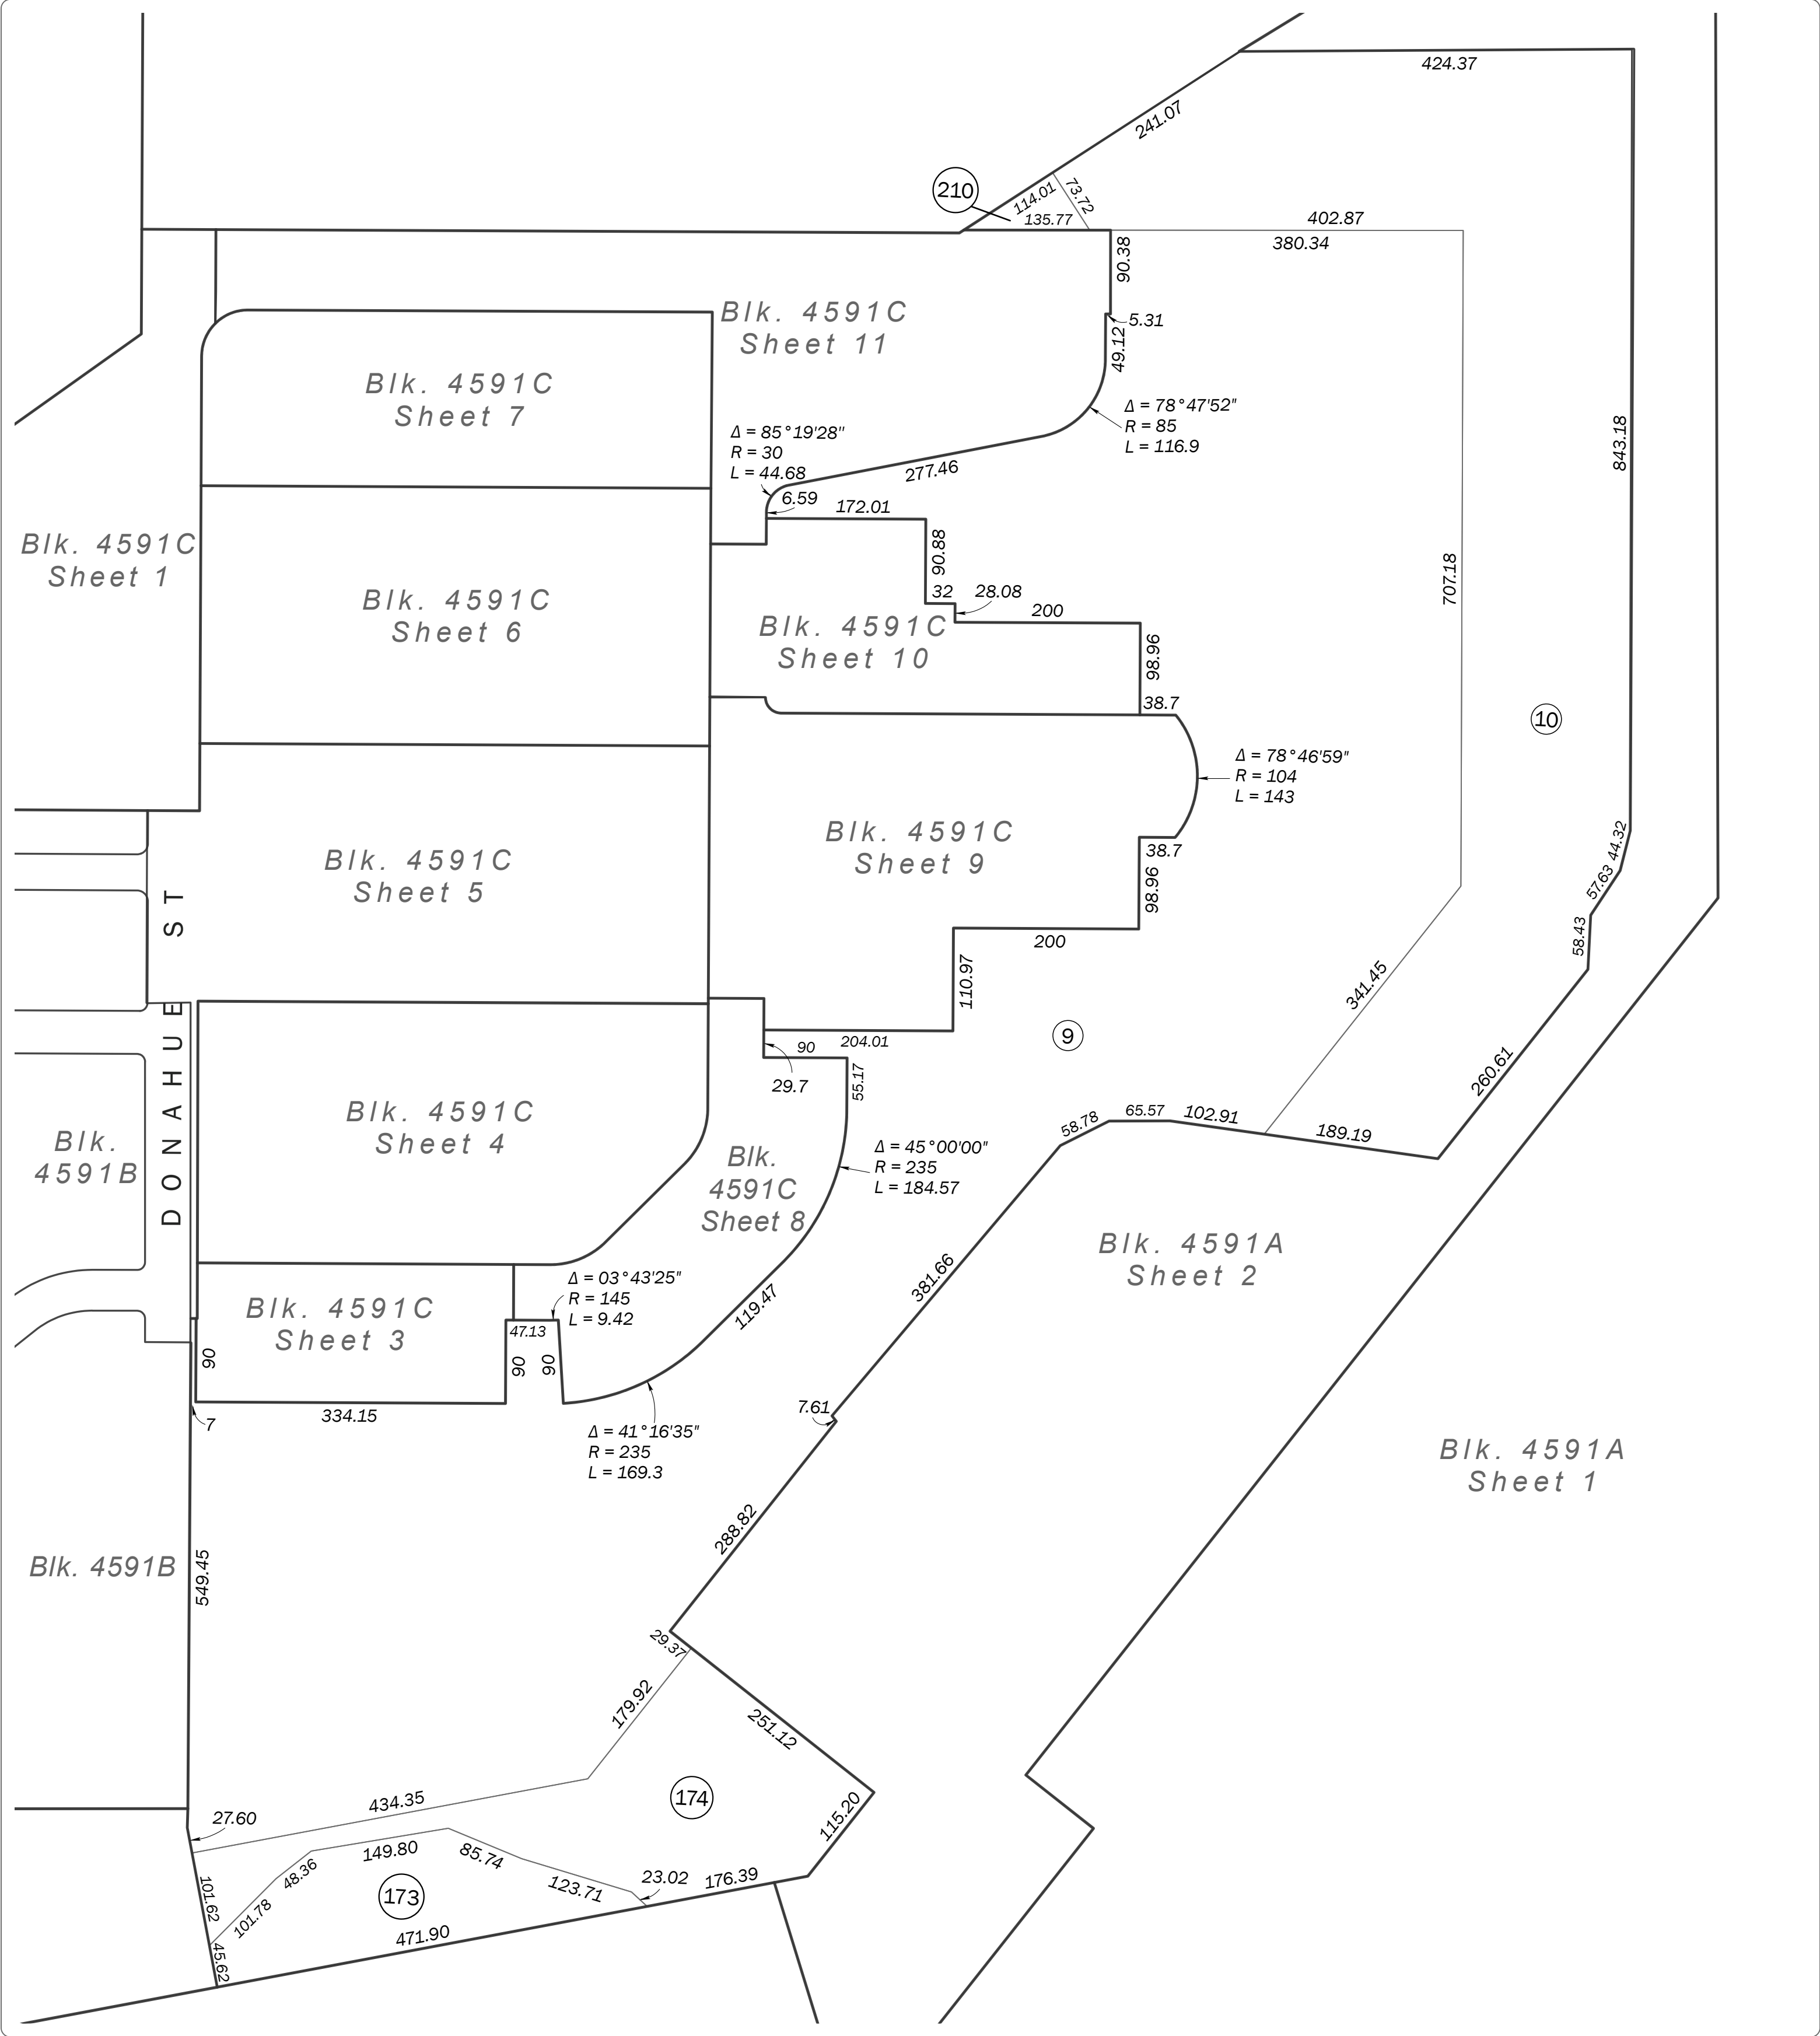 424.37
241.07
210
114.01
73.72
135.77
402.87
380.34
90.38
Blk. 4591C
Sheet 11
5.31
49.12
Blk. 4591C
Sheet 7
Δ = 78°47'52"
R = 85
L = 116.9
Δ = 85°19'28"
R = 30
L = 44.68
277.46
843.18
6.59
172.01
Blk. 4591C
Sheet 1
90.88
707.18
32
28.08
200
Blk. 4591C
Sheet 6
Blk. 4591C
Sheet 10
98.96
38.7
10
Δ = 78°46'59"
R = 104
L = 143
Blk. 4591C
Sheet 9
44.32
38.7
Blk. 4591C
Sheet 5
57.63
98.96
58.43
DONAHUE ST
200
110.97
341.45
9
204.01
90
29.7
55.17
260.61
Blk. 4591C
Sheet 4
58.78
65.57
102.91
189.19
Blk.
4591B
Δ = 45°00'00"
R = 235
L = 184.57
Blk.
4591C
Sheet 8
Blk. 4591A
Sheet 2
381.66
Δ = 03°43'25"
R = 145
L = 9.42
119.47
Blk. 4591C
Sheet 3
47.13
90
90
90
7.61
334.15
7
Δ = 41°16'35"
R = 235
L = 169.3
Blk. 4591A
Sheet 1
288.82
Blk. 4591B
549.45
29.37
179.92
251.12
174
434.35
27.60
115.20
149.80
85.74
48.36
123.71
23.02
176.39
173
101.62
101.78
471.90
45.62